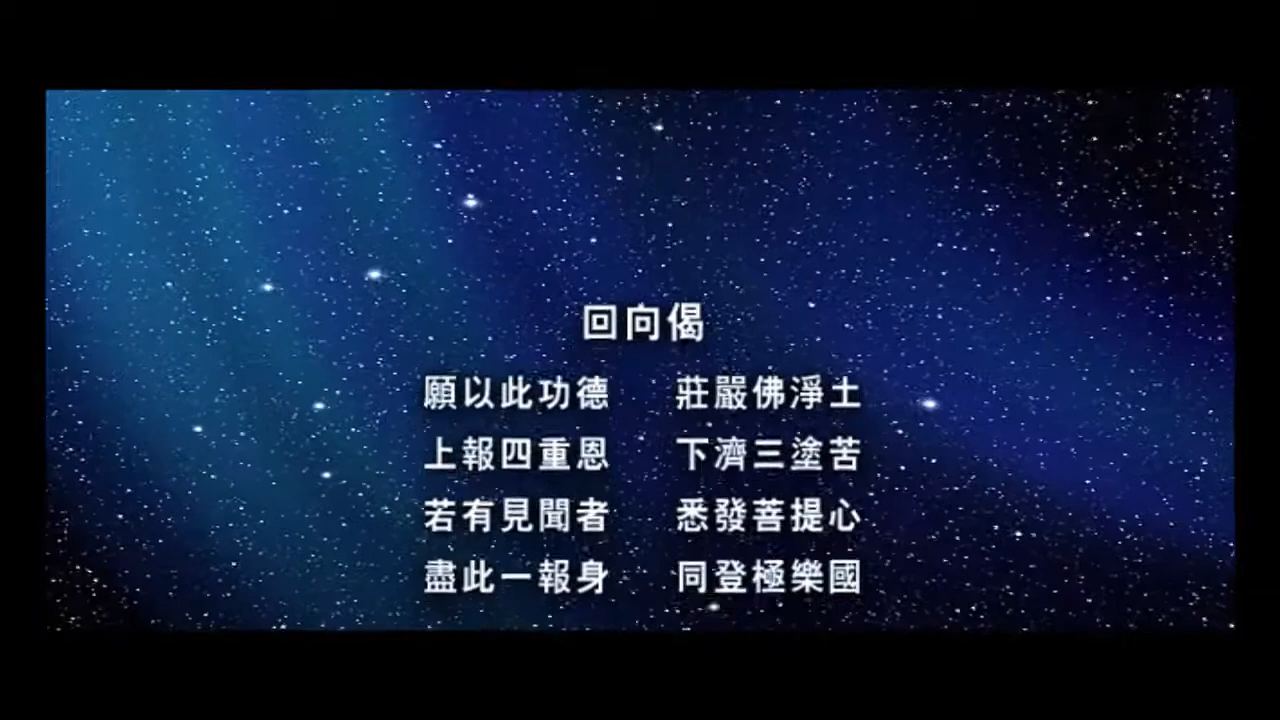 回向偈
願以此功德 莊嚴佛淨土
上報四重恩 下濟三塗苦
若有見聞者 悉發菩提心
盡此一報身 同登極樂國